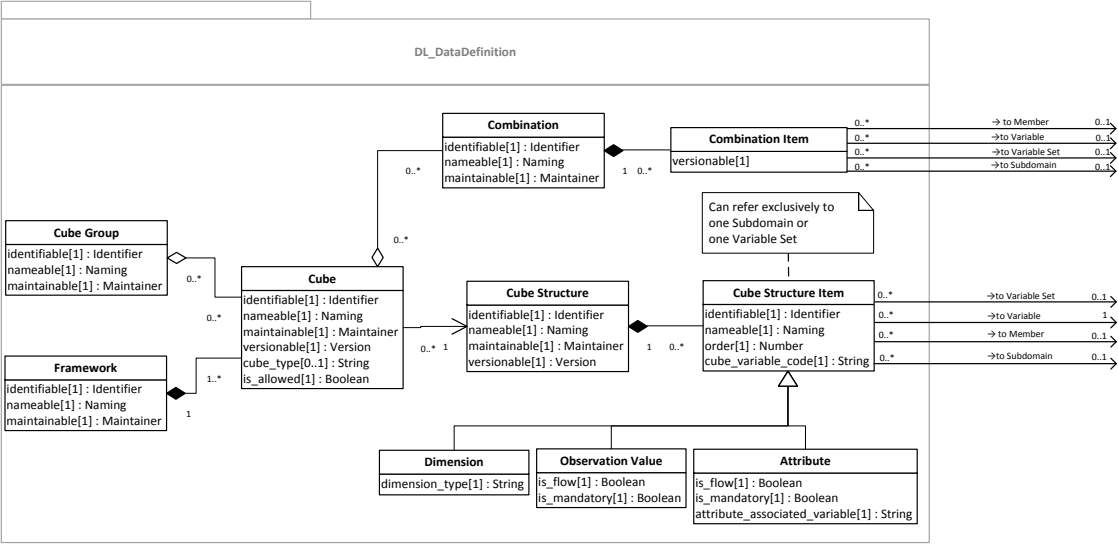 DL_DataDefinition
Combination
identifiable[1] : Identifier
nameable[1] : Naming
maintainable[1] : Maintainer
1
0..*
Combination Item
versionable[1]
0..*
→to Member
0..1
0..*
→to Variable
0..1
0..*
→to Variable Set
0..1
0..*
→to Subdomain
0..1
0..*
0..*
Can refer exclusively to
one Subdomain or
one Variable Set
Cube Group
identifiable[1] : Identifier
nameable[1] : Naming
maintainable[1] : Maintainer
0..*
0..*
Cube
identifiable[1] : Identifier
nameable[1] : Naming
maintainable[1] : Maintainer
versionable[1] : Version
cube_type[0..1] : String
is_allowed[1] : Boolean
0..*
1
Cube Structure
identifiable[1] : Identifier
nameable[1] : Naming
maintainable[1] : Maintainer
versionable[1] : Version
1
0..*
Cube Structure Item
identifiable[1] : Identifier
nameable[1] : Naming
order[1] : Number
cube_variable_code[1] : String
0..*
→to Variable Set
0..1
0..*
→to Variable
1
0..*
→to Member
0..1
0..*
→to Subdomain
0..1
Framework
identifiable[1] : Identifier
nameable[1] : Naming
maintainable[1] : Maintainer
1..*
1
Dimension
dimension_type[1] : String
Observation Value
is_flow[1] : Boolean
is_mandatory[1] : Boolean
Attribute
is_flow[1] : Boolean
is_mandatory[1] : Boolean
attribute_associated_variable[1] : String